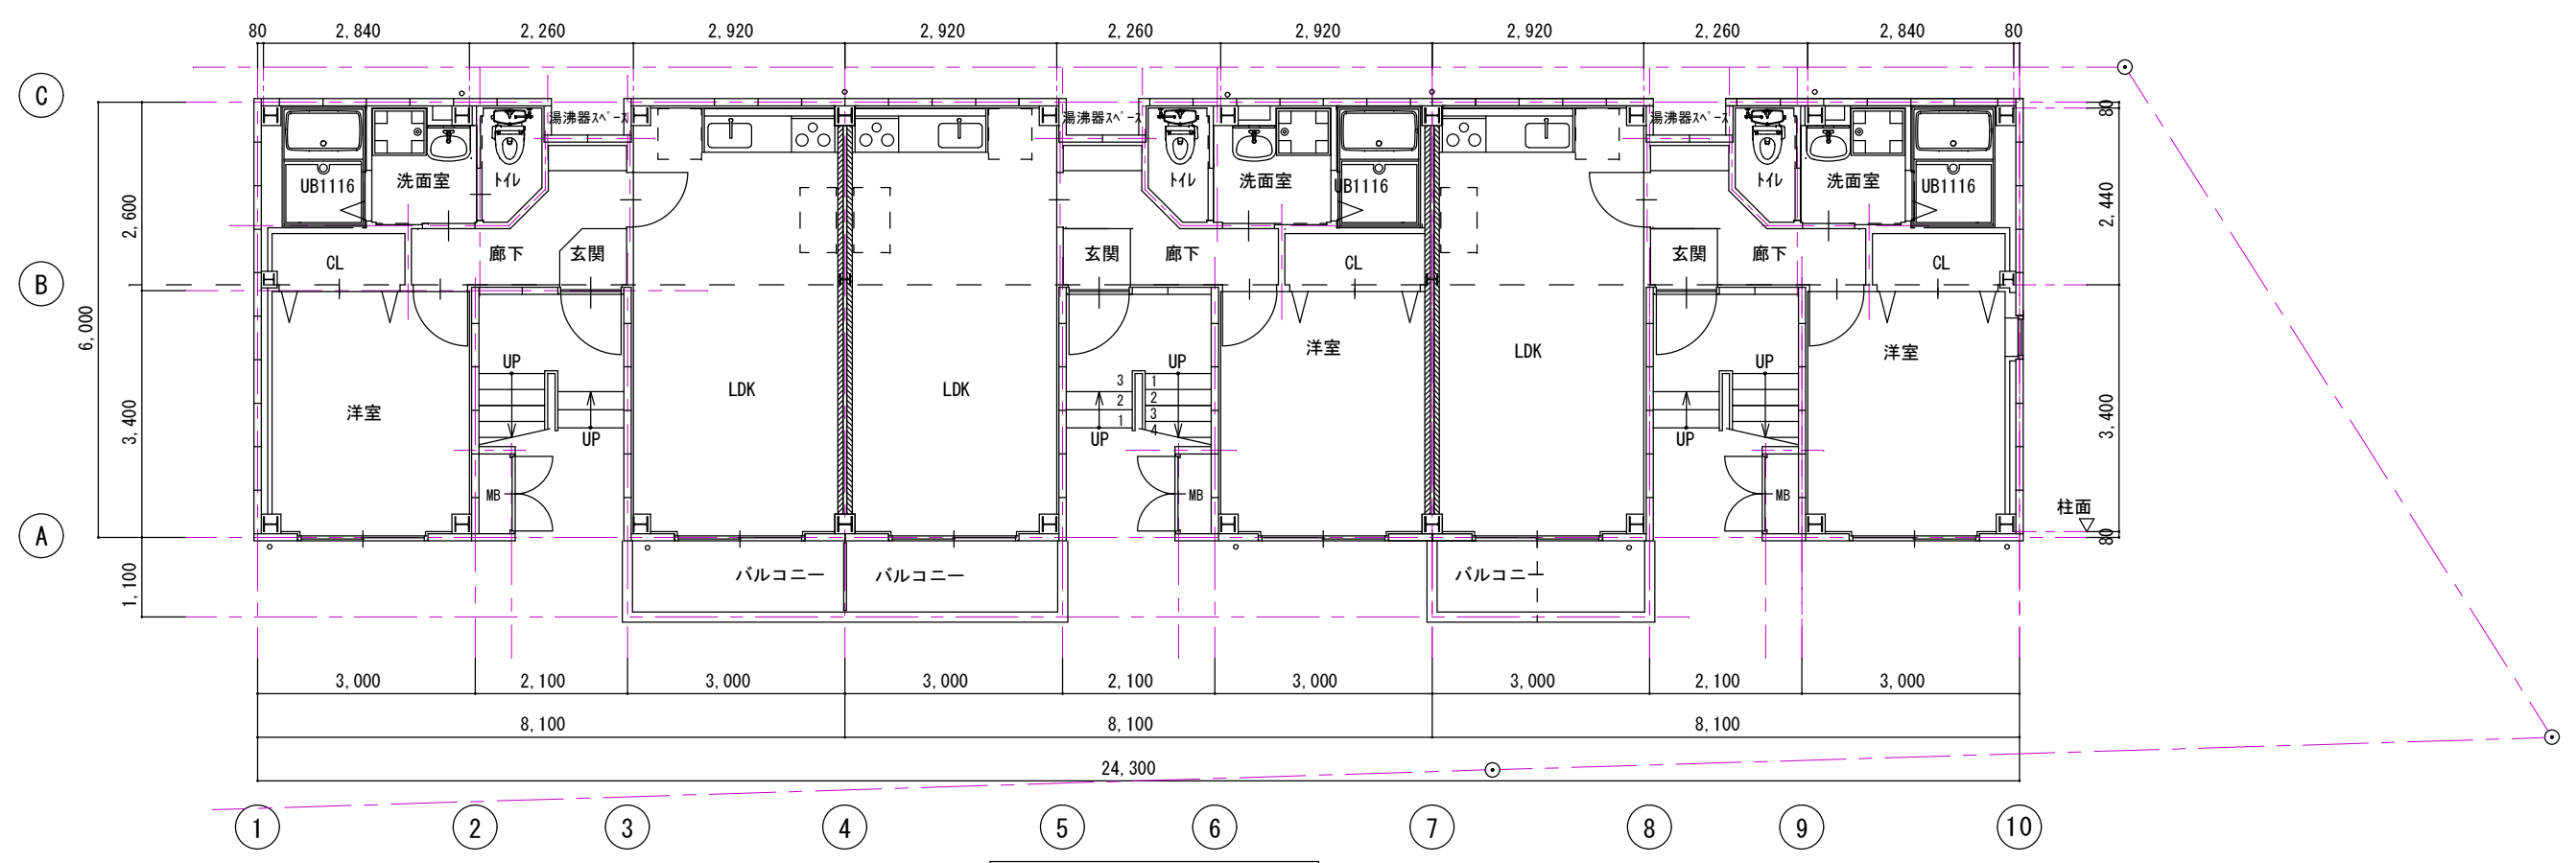 80 2,840 2,260 2,920 2,920 2,260 2,920 2,920 2,260 2,840 80
C
湯沸器スペース 湯沸器スペース 湯沸器スペース
80
UB1116 洗面室 トイレ トイレ 洗面室 UB1116 トイレ 洗面室 UB1116
2,600 2,440
廊下 玄関 玄関 廊下 玄関 廊下
CL CL CL
B
6,000
UP LDK LDK 洋室 UP LDK UP 洋室
3 1
2 2
1 3
4
洋室 UP UP UP
3,400 3,400
MB MB MB
柱面
A
80
1,100
バルコニー バルコニー バルコニー
3,000 2,100 3,000 3,000 2,100 3,000 3,000 2,100 3,000
8,100 8,100 8,100
24,300
1 2 3 4 5 6 7 8 9 10